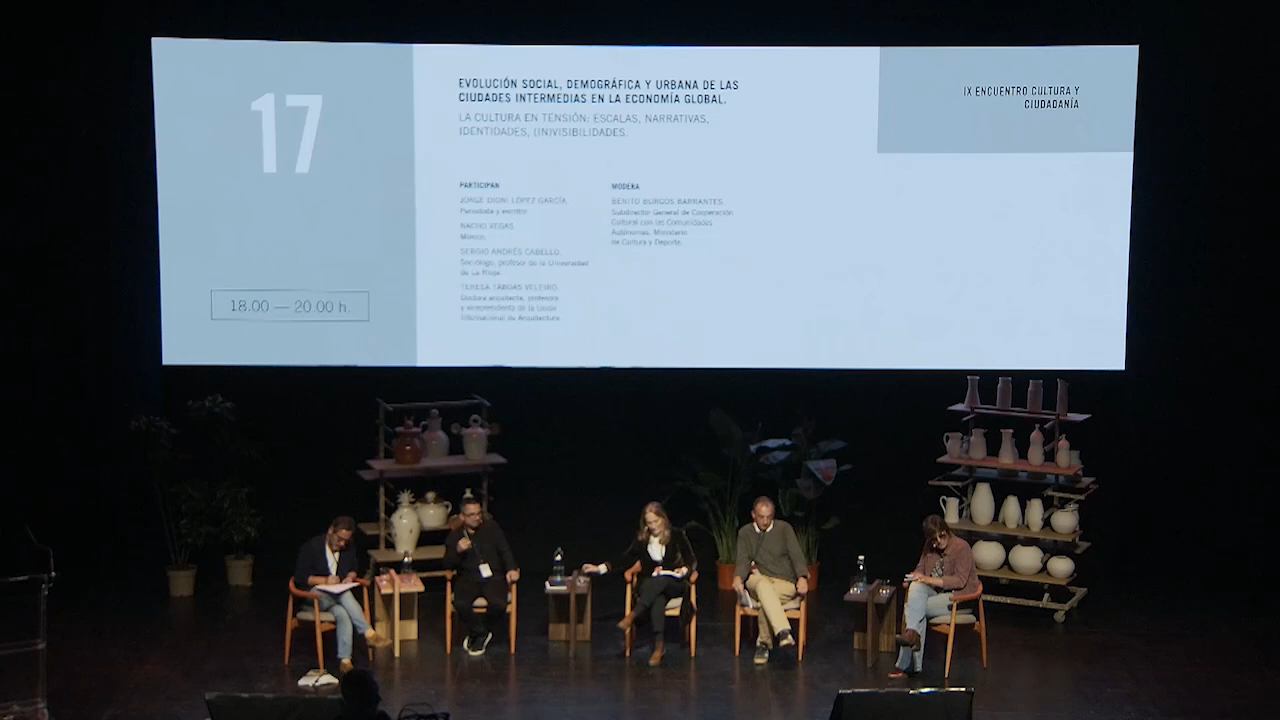 17
18.00 — 20.00 h.
EVOLUCIÓN SOCIAL, DEMOGRÁFICA Y URBANA DE LAS
CIUDADES INTERMEDIAS EN LA ECONOMÍA GLOBAL.
LA CULTURA EN TENSIÓN: ESCALAS, NARRATIVAS,
IDENTIDADES, (IN)VISIBILIDADES.
PARTICIPAN
JORGE DIONI LÓPEZ GARCÍA.
Periodista y escritor.
NACHO VEGAS.
Músico.
SERGIO ANDRÉS CABELLO.
Sociólogo, profesor de la Universidad
de La Rioja.
TERESA TÁBOAS VELEIRO.
Doctora arquitecta, profesora
y vicepresidenta de la Unión
Internacional de Arquitectura.
MODERA
BENITO BURGOS BARRANTES.
Subdirector General de Cooperación
Cultural con las Comunidades
Autónomas. Ministerio
de Cultura y Deporte.
IX ENCUENTRO CULTURA Y
CIUDADANÍA